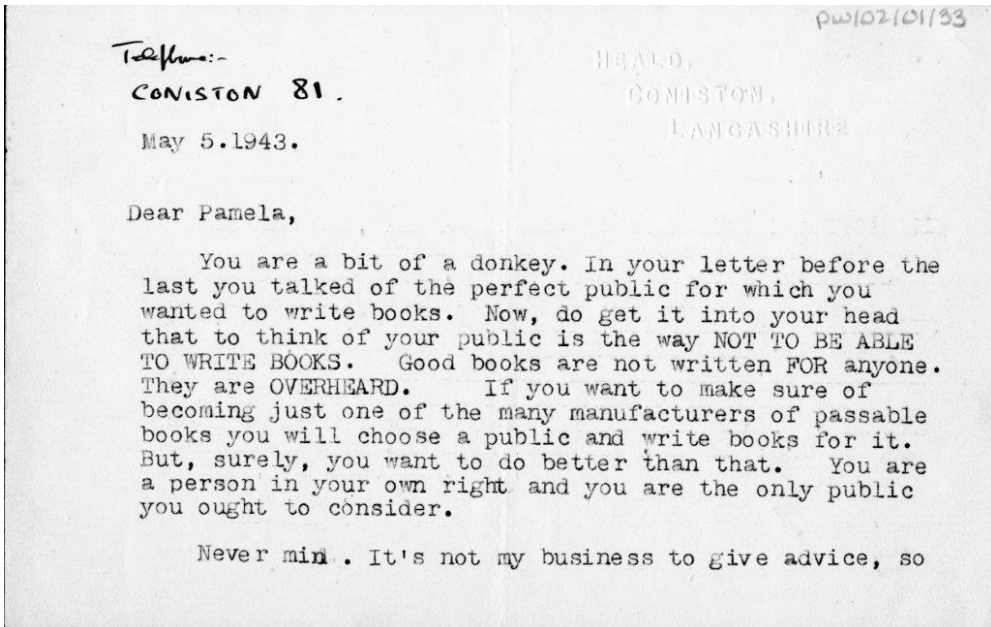 PW/02/01/33
Telephone:-
CONISTON 81.
HEALD,
CONISTON,
LANCASHIRE
May 5.1943.
Dear Pamela,
You are a bit of a donkey. In your letter before the
last you talked of the perfect public for which you
wanted to write books. Now, do get it into your head
that to think of your public is the way NOT TO BE ABLE
TO WRITE BOOKS. Good books are not written FOR anyone.
They are OVERHEARD. If you want to make sure of
becoming just one of the many manufacturers of passable
books you will choose a public and write books for it.
But, surely, you want to do better than that. You are
a person in your own right and you are the only public
you ought to consider.
Never min . It's not my business to give advice, so